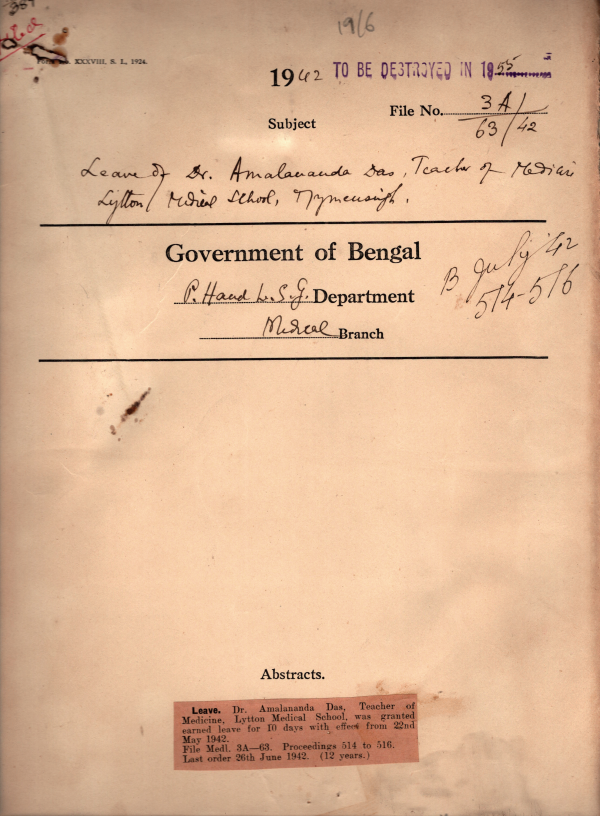 19/6
XXXVIII, S. I., 1924.
1942 TO BE DESTROYED IN 1955
File No. 3A/
63/42
Subject
Leave of Dr. Amalananda Das, Teacher of Medicine
Lytton Medical School, Mymensingh.
Government of Bengal
P. H. and L. S. G. Department
Medical Branch
B July '42
514-516
Abstracts.
Leave. Dr. Amalananda Das, Teacher of
Medicine, Lytton Medical School, was granted
earned leave for 10 days with effect from 22nd
May 1942.
File Medl. 3A—63. Proceedings 514 to 516.
Last order 26th June 1942. (12 years.)